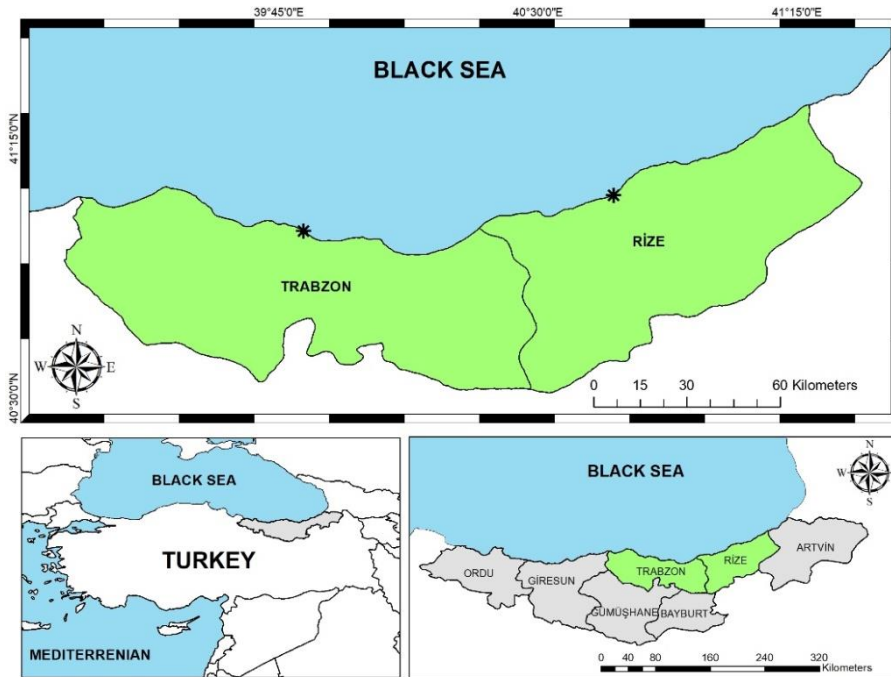 39°45'0"E 40°30'0"E 41°15'0"E
BLACK SEA
41°15'0"N
RİZE
TRABZON
N
W E
S
0 15 30 60 Kilometers
40°30'0"N
BLACK SEA
TURKEY
MEDITERRENIAN
BLACK SEA
N
W E
S
ARTVİN
RİZE
TRABZON
ORDU
GİRESUN
GÜMÜŞHANE
BAYBURT
0 40 80 160 240 320
Kilometers